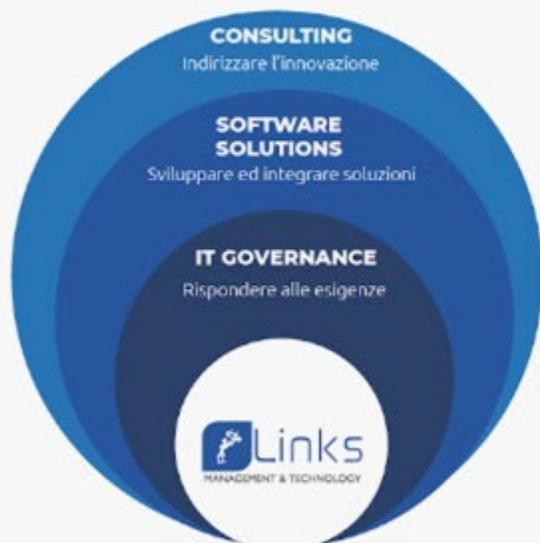 CONSULTING
Indirizzare l'innovazione
SOFTWARE
SOLUTIONS
Sviluppare ed integrare soluzioni
IT GOVERNANCE
Rispondere alle esigenze
Links
MANAGEMENT & TECHNOLOGY